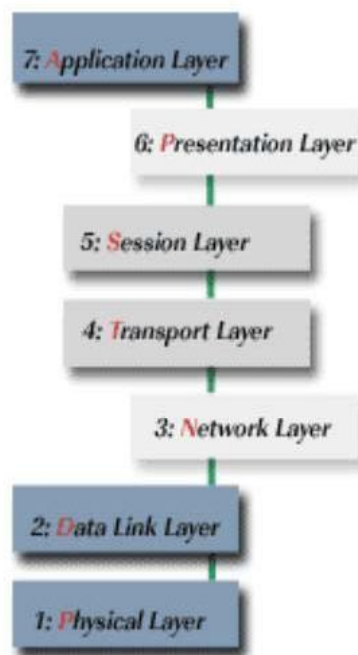 7: Application Layer
6: Presentation Layer
5: Session Layer
4: Transport Layer
3: Network Layer
2: Data Link Layer
1: Physical Layer